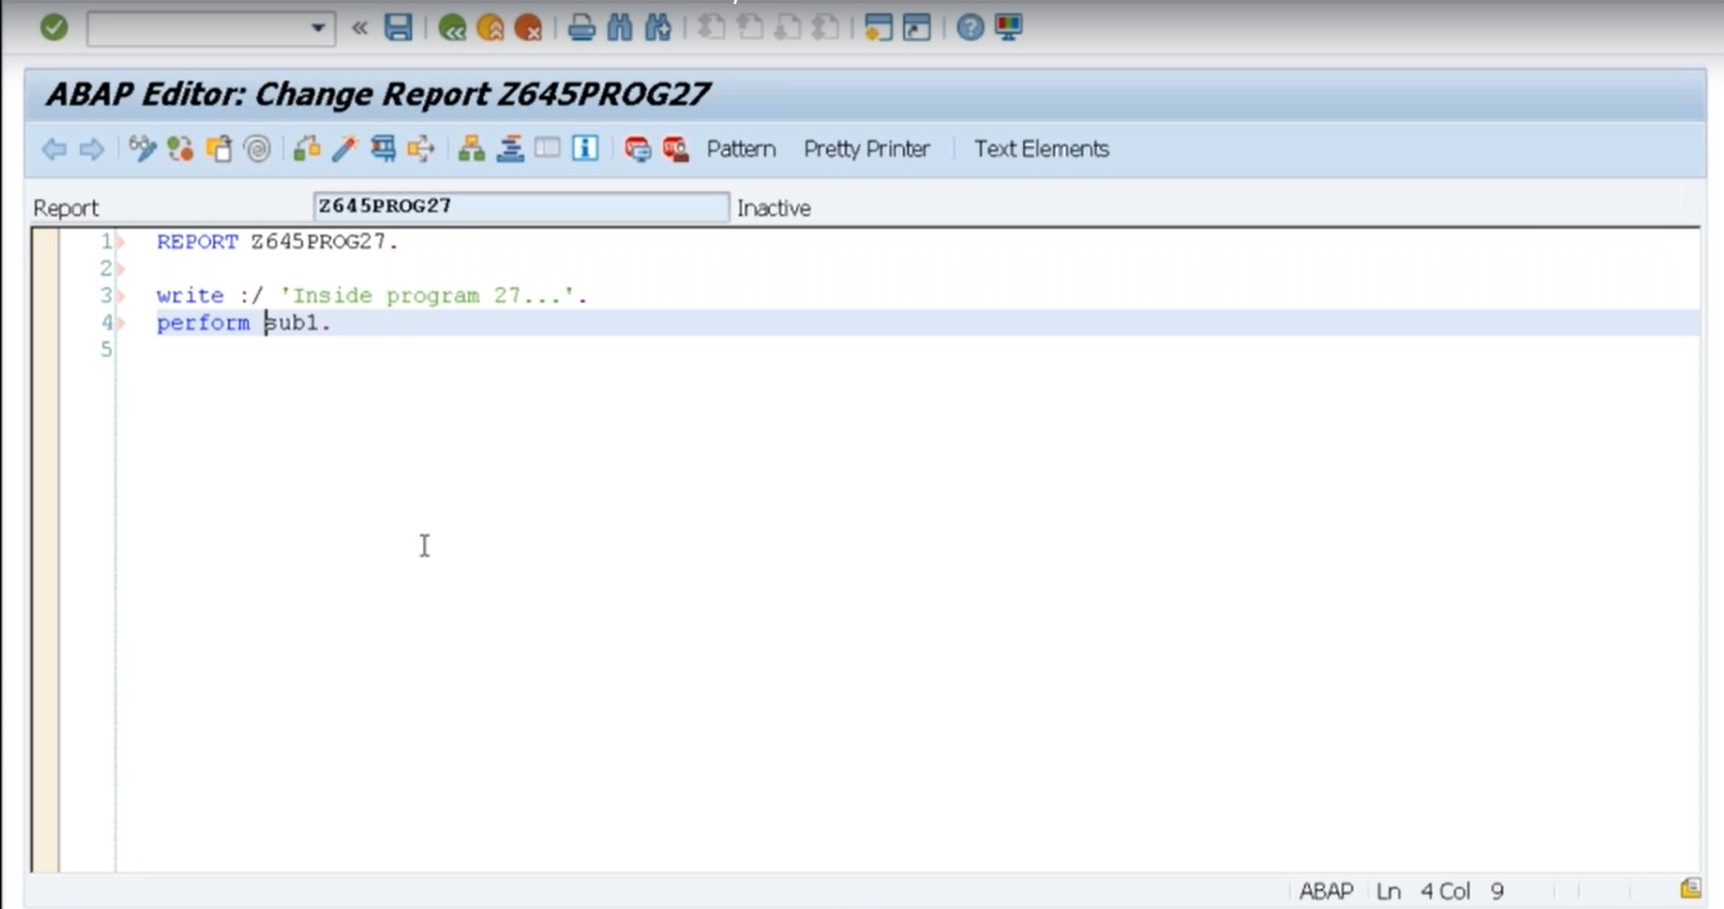 ABAP Editor: Change Report Z645PROG27
Pattern Pretty Printer Text Elements
Report Z645PROG27 Inactive
1 REPORT Z645PROG27.
2
3 write :/ 'Inside program 27...'.
4 perform sub1.
5
ABAP Ln 4 Col 9